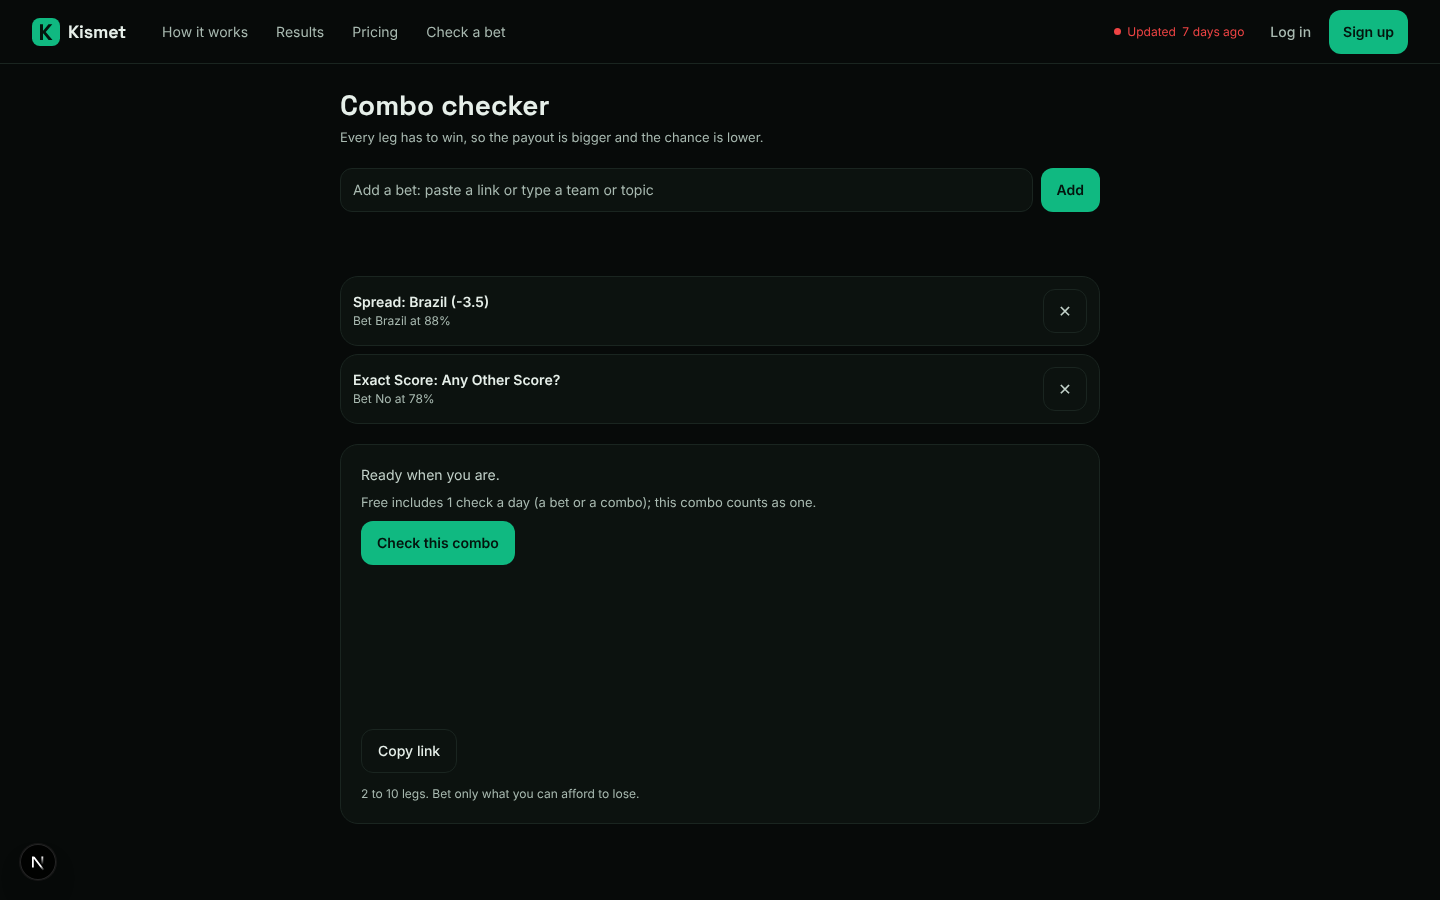 K Kismet How it works Results Pricing Check a bet Updated 7 days ago Log in Sign up
Combo checker
Every leg has to win, so the payout is bigger and the chance is lower.
Add a bet: paste a link or type a team or topic Add
Spread: Brazil (-3.5)
Bet Brazil at 88%
✕
Exact Score: Any Other Score?
Bet No at 78%
✕
Ready when you are.
Free includes 1 check a day (a bet or a combo); this combo counts as one.
Check this combo
Copy link
2 to 10 legs. Bet only what you can afford to lose.
N